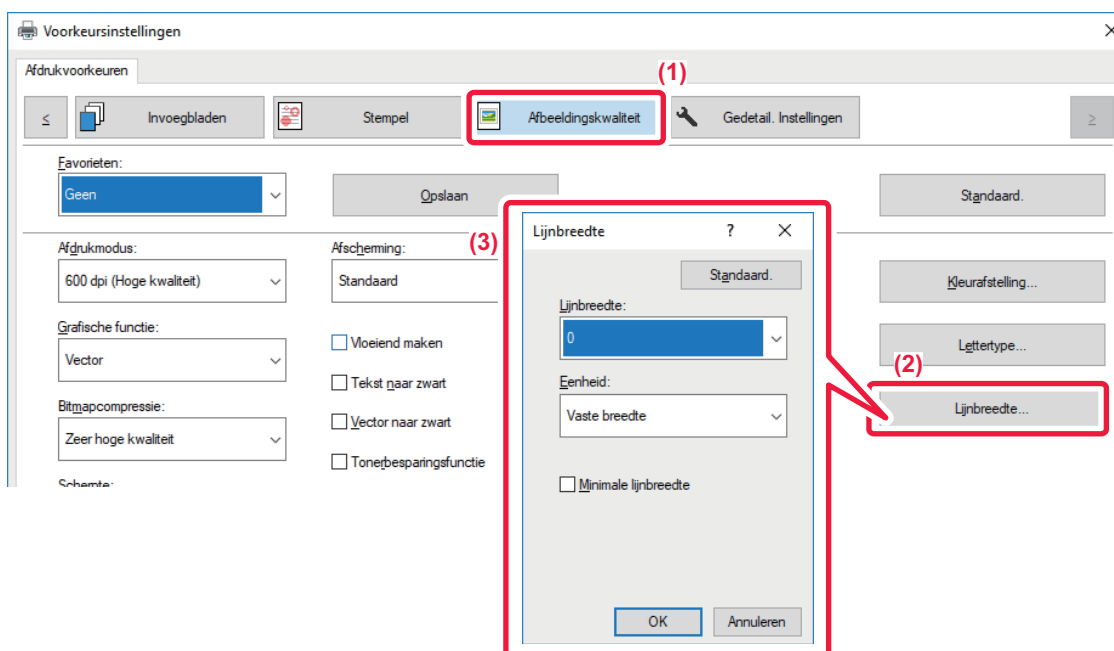 Voorkeursinstellingen
Afdrukvoorkeuren
(1)
< Invoegbladen Stempel Afbeeldingskwaliteit Gedetail. Instellingen >
Favorieten:
Geen
Opslaan
Standaard.
Afdrukmodus:
600 dpi (Hoge kwaliteit)
Afscherming:
Standaard
Kleurafstelling...
Grafische functie:
Vector
Vloeiend maken
Lettertype...
Tekst naar zwart
(2)
Lijnbreedte...
Bitmapcompressie:
Zeer hoge kwaliteit
Vector naar zwart
Tonerbesparingsfunctie
Scherpte:
(3)
Lijnbreedte ?
Standaard.
Lijnbreedte:
0
Eenheid:
Vaste breedte
Minimale lijnbreedte
OK Annuleren